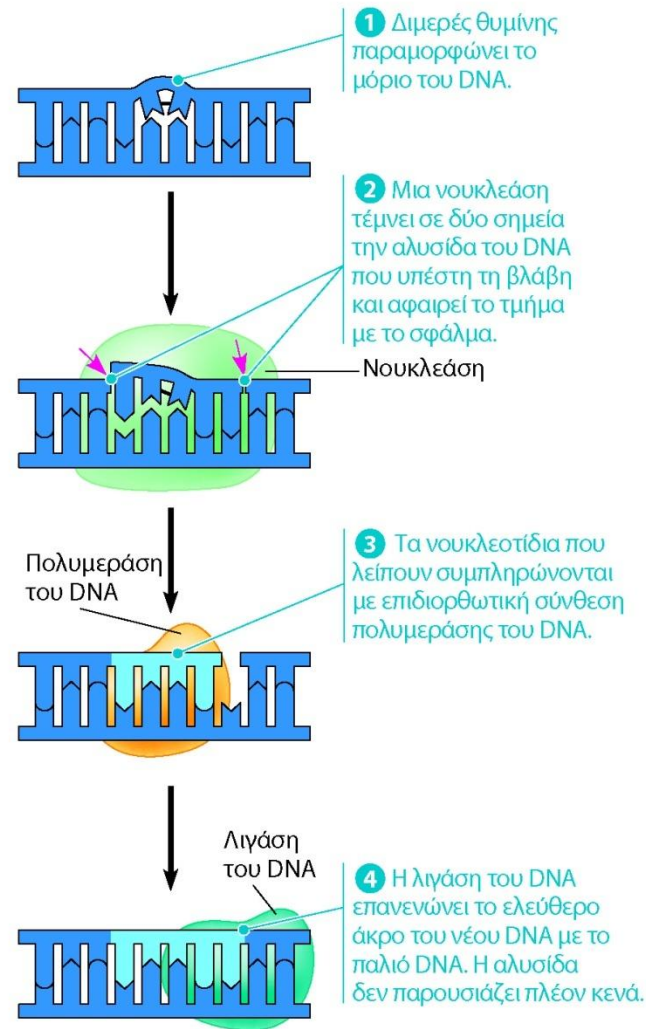 1 Διμερές θυμίνης
παραμορφώνει το
μόριο του DNA.
2 Μια νουκλεάση
τέμνει σε δύο σημεία
την αλυσίδα του DNA
που υπέστη τη βλάβη
και αφαιρεί το τμήμα
με το σφάλμα.
Νουκλεάση
Πολυμεράση
του DNA
3 Τα νουκλεοτίδια που
λείπουν συμπληρώνονται
με επιδιορθωτική σύνθεση
πολυμεράσης του DNA.
Λιγάση
του DNA
4 Η λιγάση του DNA
επανενώνει το ελεύθερο
άκρο του νέου DNA με το
παλιό DNA. Η αλυσίδα
δεν παρουσιάζει πλέον κενά.